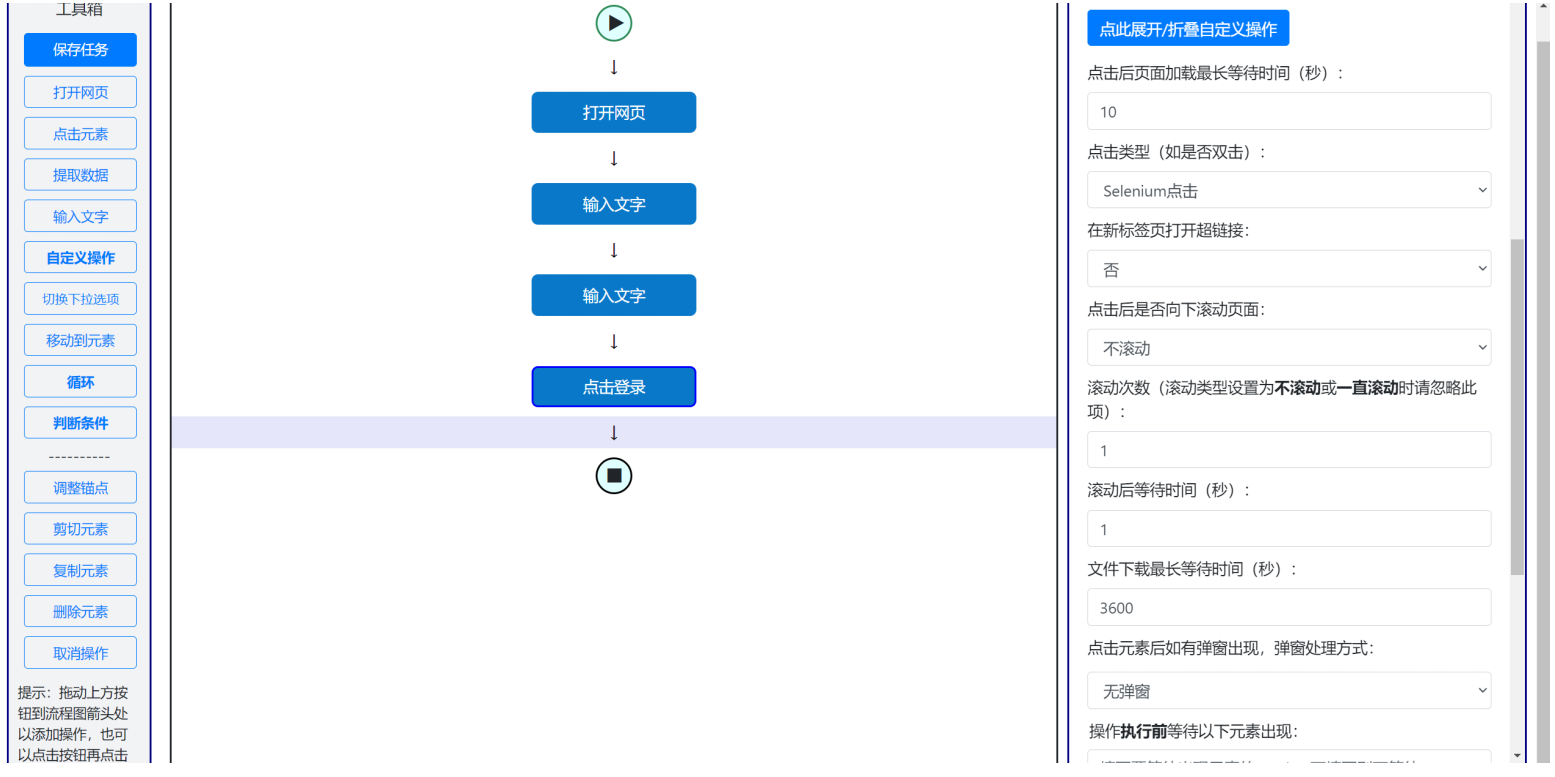 工具箱
保存任务
打开网页
点击元素
提取数据
输入文字
自定义操作
切换下拉选项
移动到元素
循环
判断条件
----------
调整锚点
剪切元素
复制元素
删除元素
取消操作
提示：拖动上方按
钮到流程图箭头处
以添加操作，也可
以点击按钮再点击
↓
打开网页
↓
输入文字
↓
输入文字
↓
点击登录
↓
点此展开/折叠自定义操作
点击后页面加载最长等待时间（秒）:
10
点击类型（如是否双击）:
Selenium点击
在新标签页打开超链接:
否
点击后是否向下滚动页面:
不滚动
滚动次数（滚动类型设置为不滚动或一直滚动时请忽略此
项）:
1
滚动后等待时间（秒）:
1
文件下载最长等待时间（秒）:
3600
点击元素后如有弹窗出现，弹窗处理方式:
无弹窗
操作执行前等待以下元素出现: